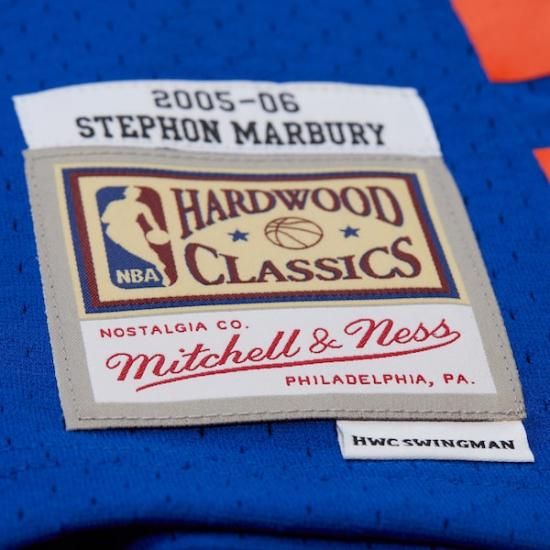 2005-06
STEPHON MARBURY
HARDWOOD
NBA
CLASSICS
NOSTALGIA CO.
Mitchell & Ness
PHILADELPHIA, PA.
HWC SWINGMAN